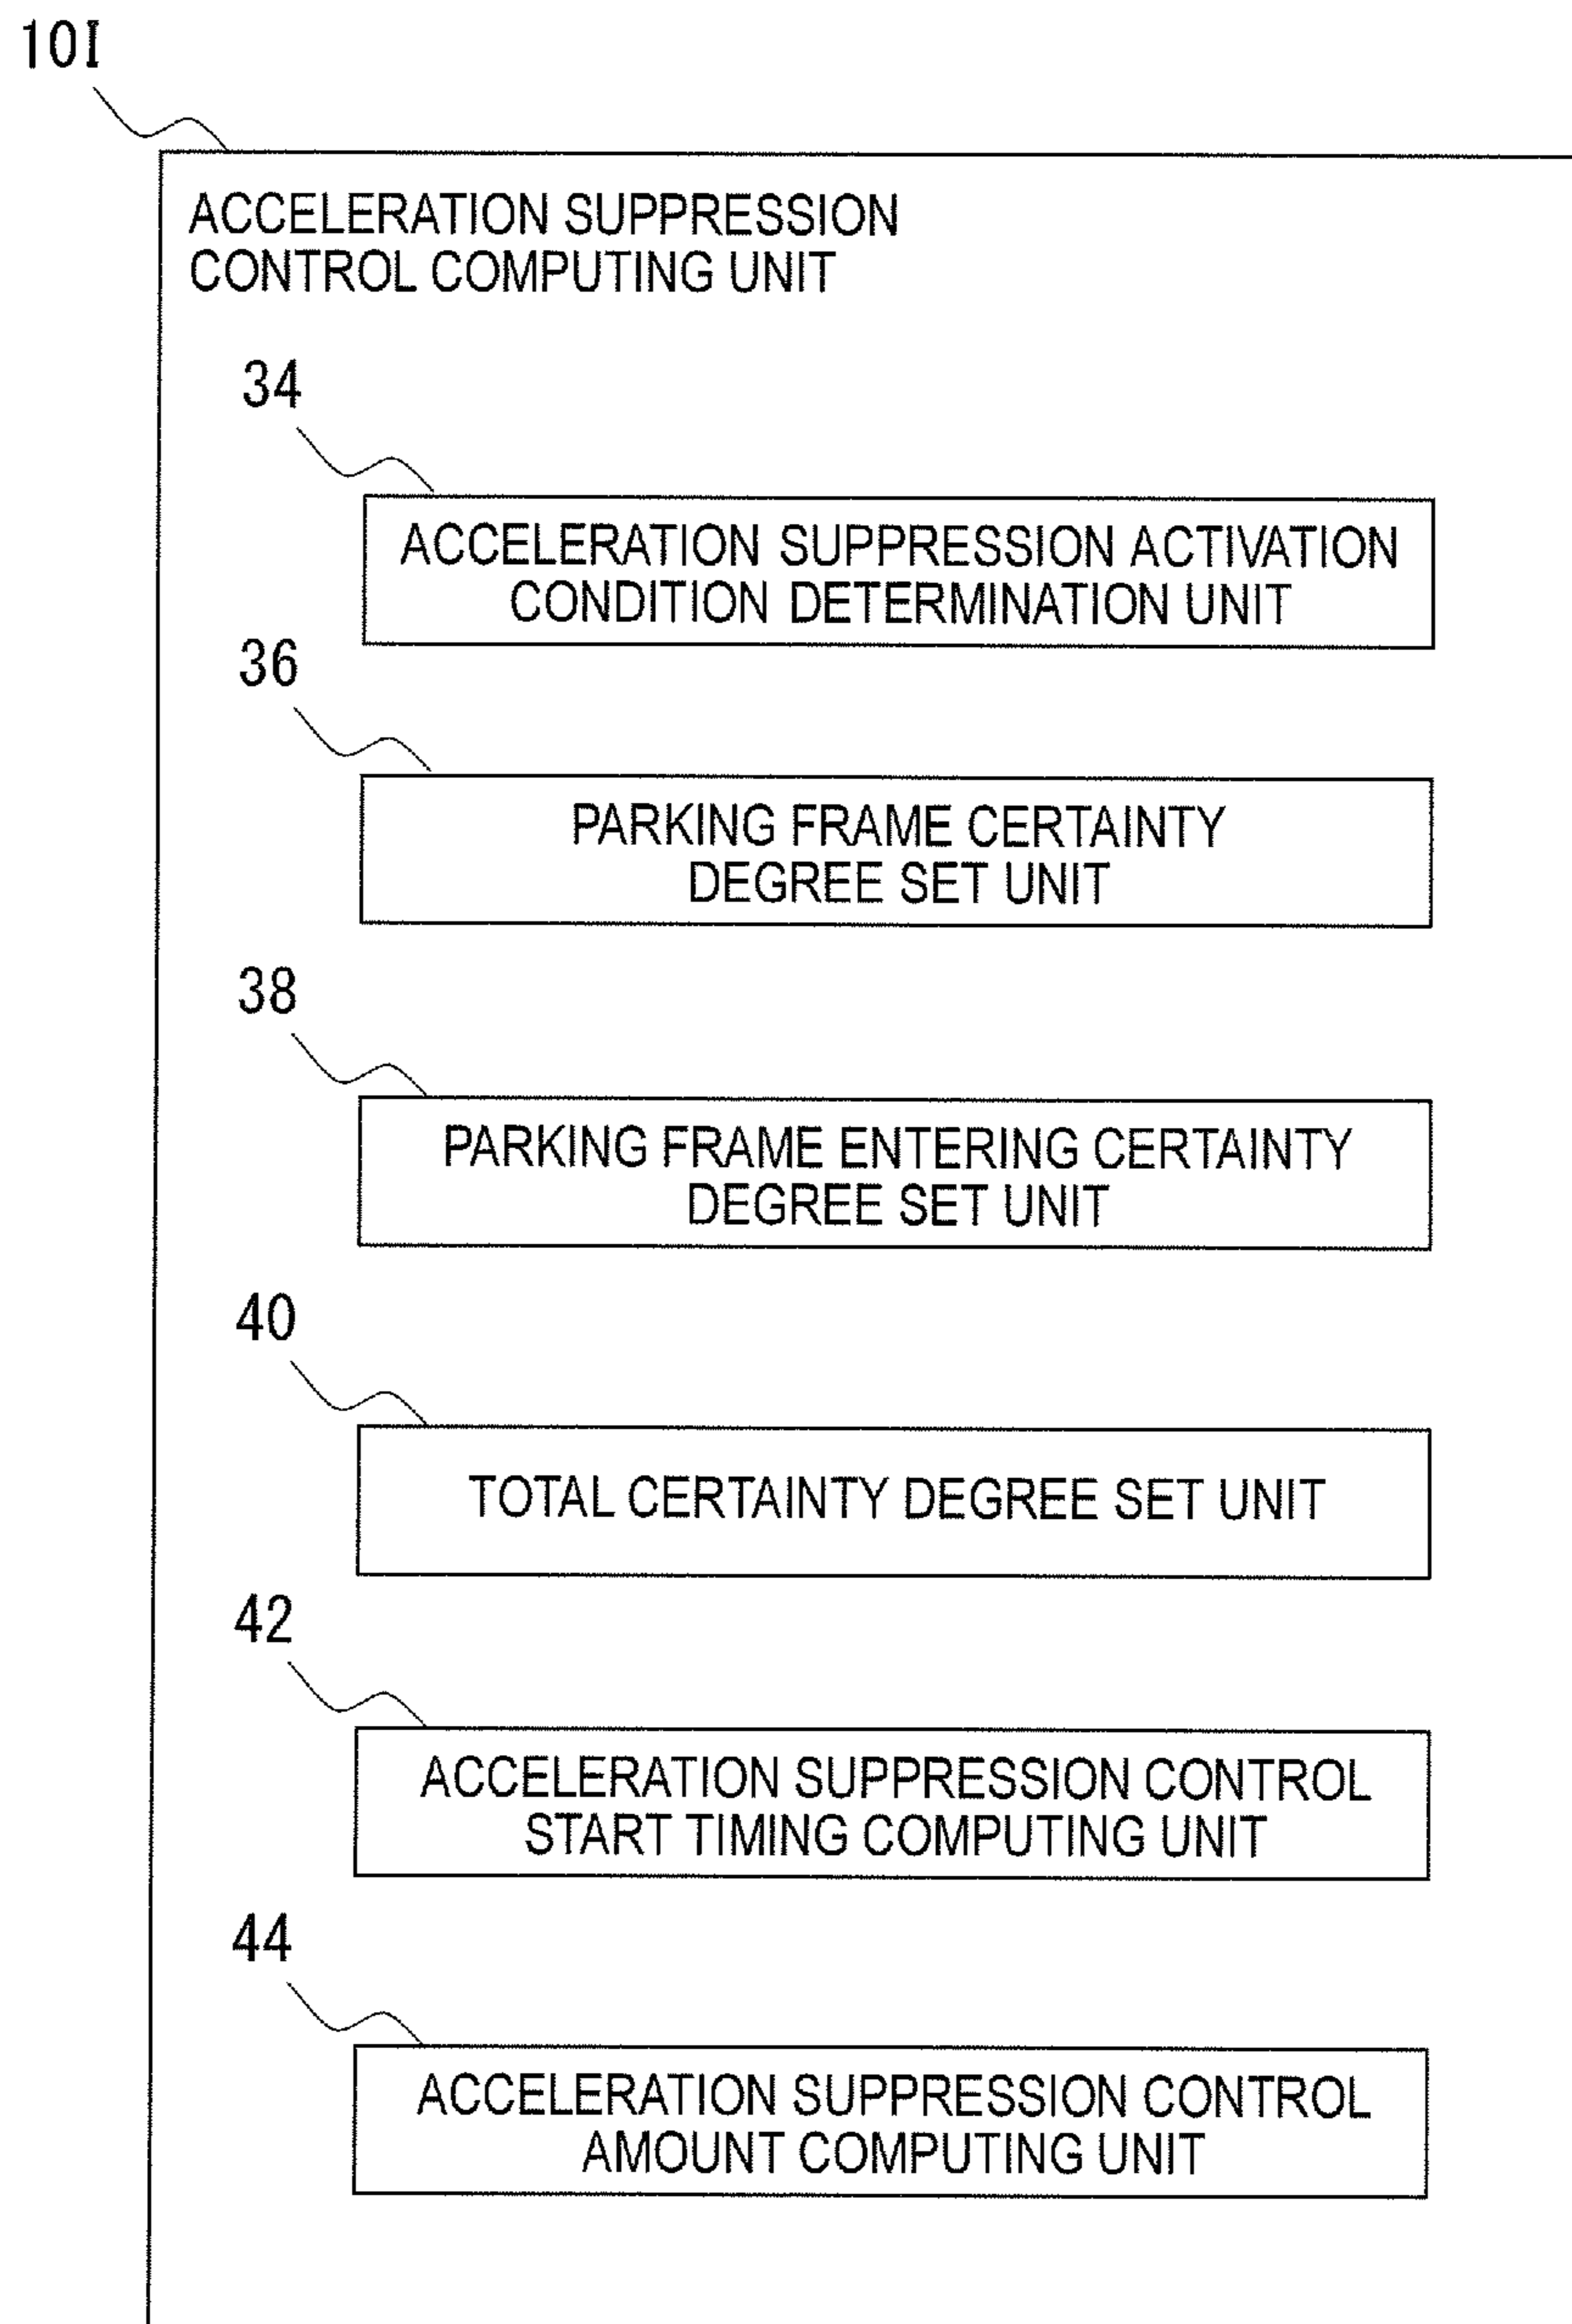 10I
ACCELERATION SUPPRESSION
CONTROL COMPUTING UNIT
34
ACCELERATION SUPPRESSION ACTIVATION
CONDITION DETERMINATION UNIT
36
PARKING FRAME CERTAINTY
DEGREE SET UNIT
38
PARKING FRAME ENTERING CERTAINTY
DEGREE SET UNIT
40
TOTAL CERTAINTY DEGREE SET UNIT
42
ACCELERATION SUPPRESSION CONTROL
START TIMING COMPUTING UNIT
44
ACCELERATION SUPPRESSION CONTROL
AMOUNT COMPUTING UNIT